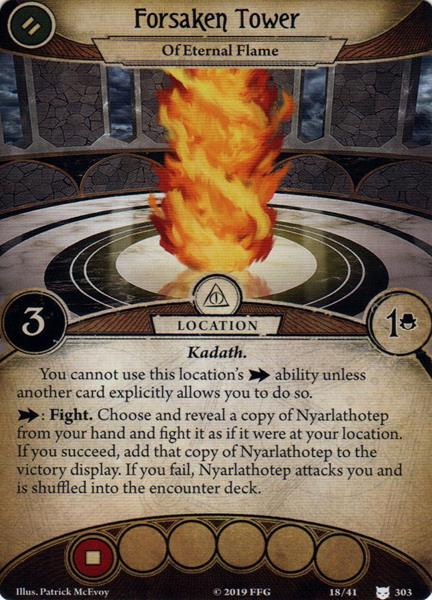 Forsaken Tower
Of Eternal Flame
3
LOCATION
1
Kadath.
You cannot use this location's ability unless
another card explicitly allows you to do so.
: Fight. Choose and reveal a copy of Nyarlathotep
from your hand and fight it as if it were at your location.
If you succeed, add that copy of Nyarlathotep to the
victory display. If you fail, Nyarlathotep attacks you and
is shuffled into the encounter deck.
Illus. Patrick McEvoy © 2019 FFG 18/41 303